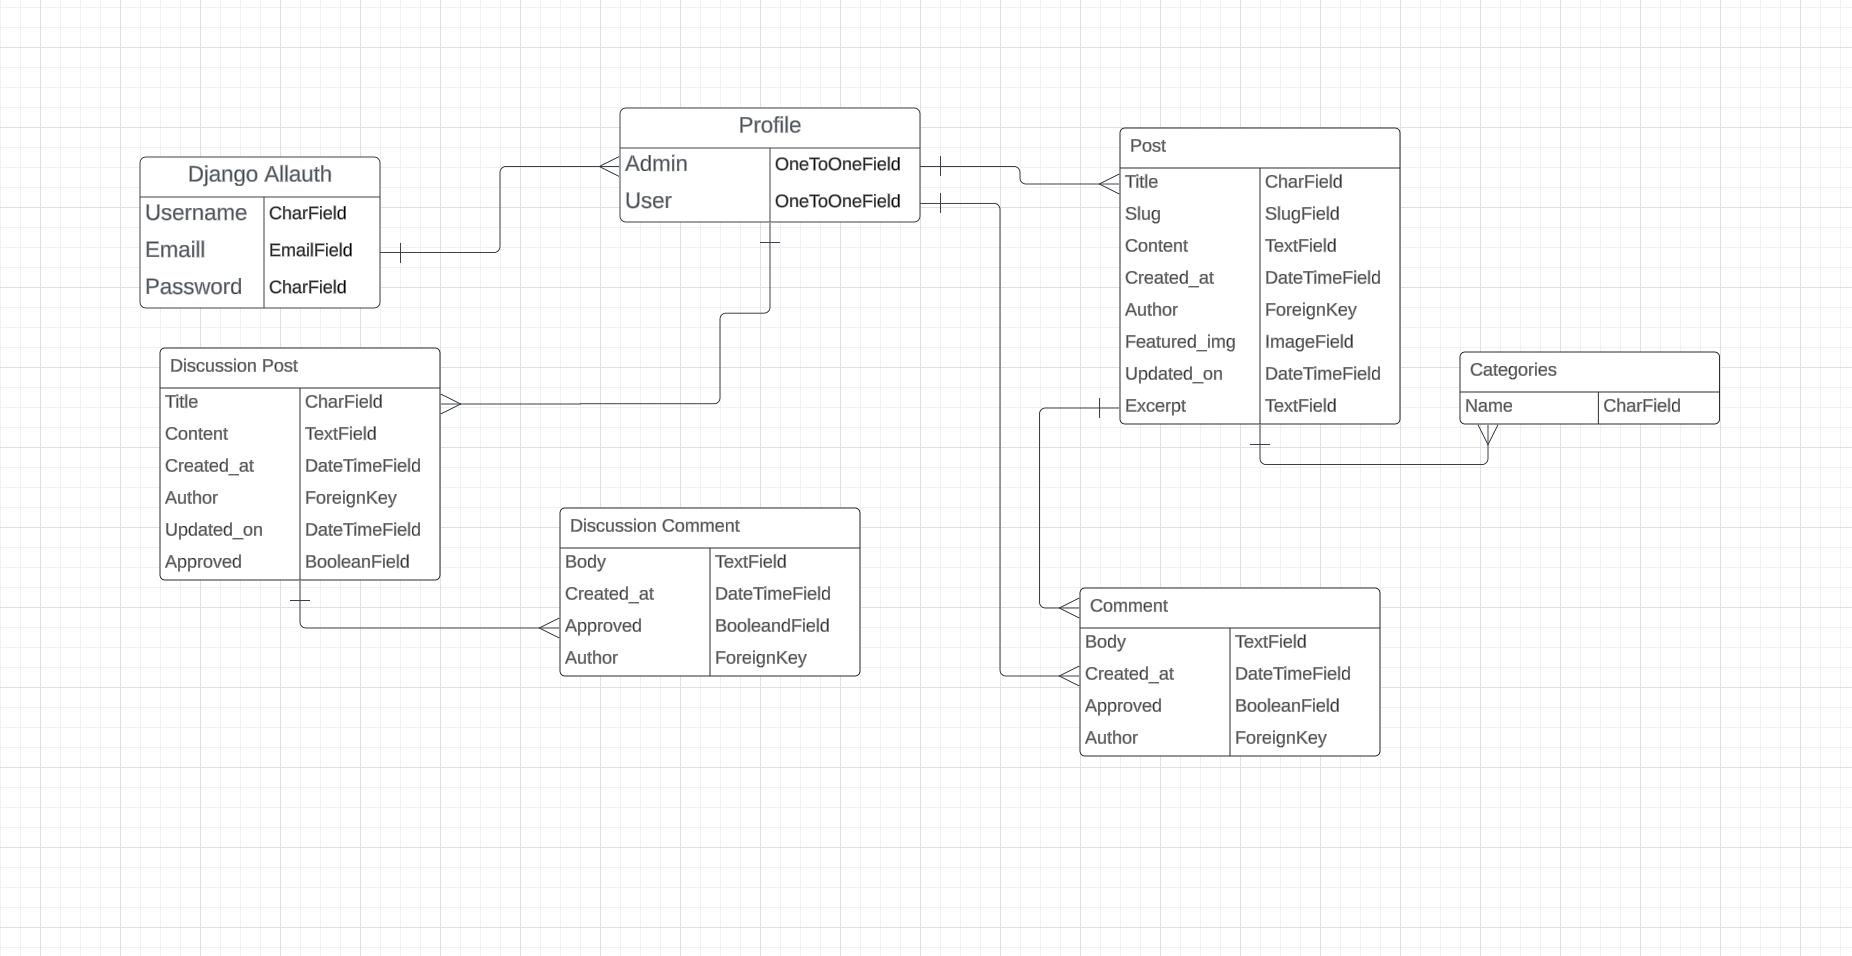 Django Allauth
Username CharField
Emaill EmailField
Password CharField
Profile
Admin OneToOneField
User OneToOneField
Post
Title CharField
Slug SlugField
Content TextField
Created_at DateTimeField
Author ForeignKey
Featured_img ImageField
Updated_on DateTimeField
Excerpt TextField
Categories
Name CharField
Discussion Post
Title CharField
Content TextField
Created_at DateTimeField
Author ForeignKey
Updated_on DateTimeField
Approved BooleanField
Discussion Comment
Body TextField
Created_at DateTimeField
Approved BooleandField
Author ForeignKey
Comment
Body TextField
Created_at DateTimeField
Approved BooleanField
Author ForeignKey